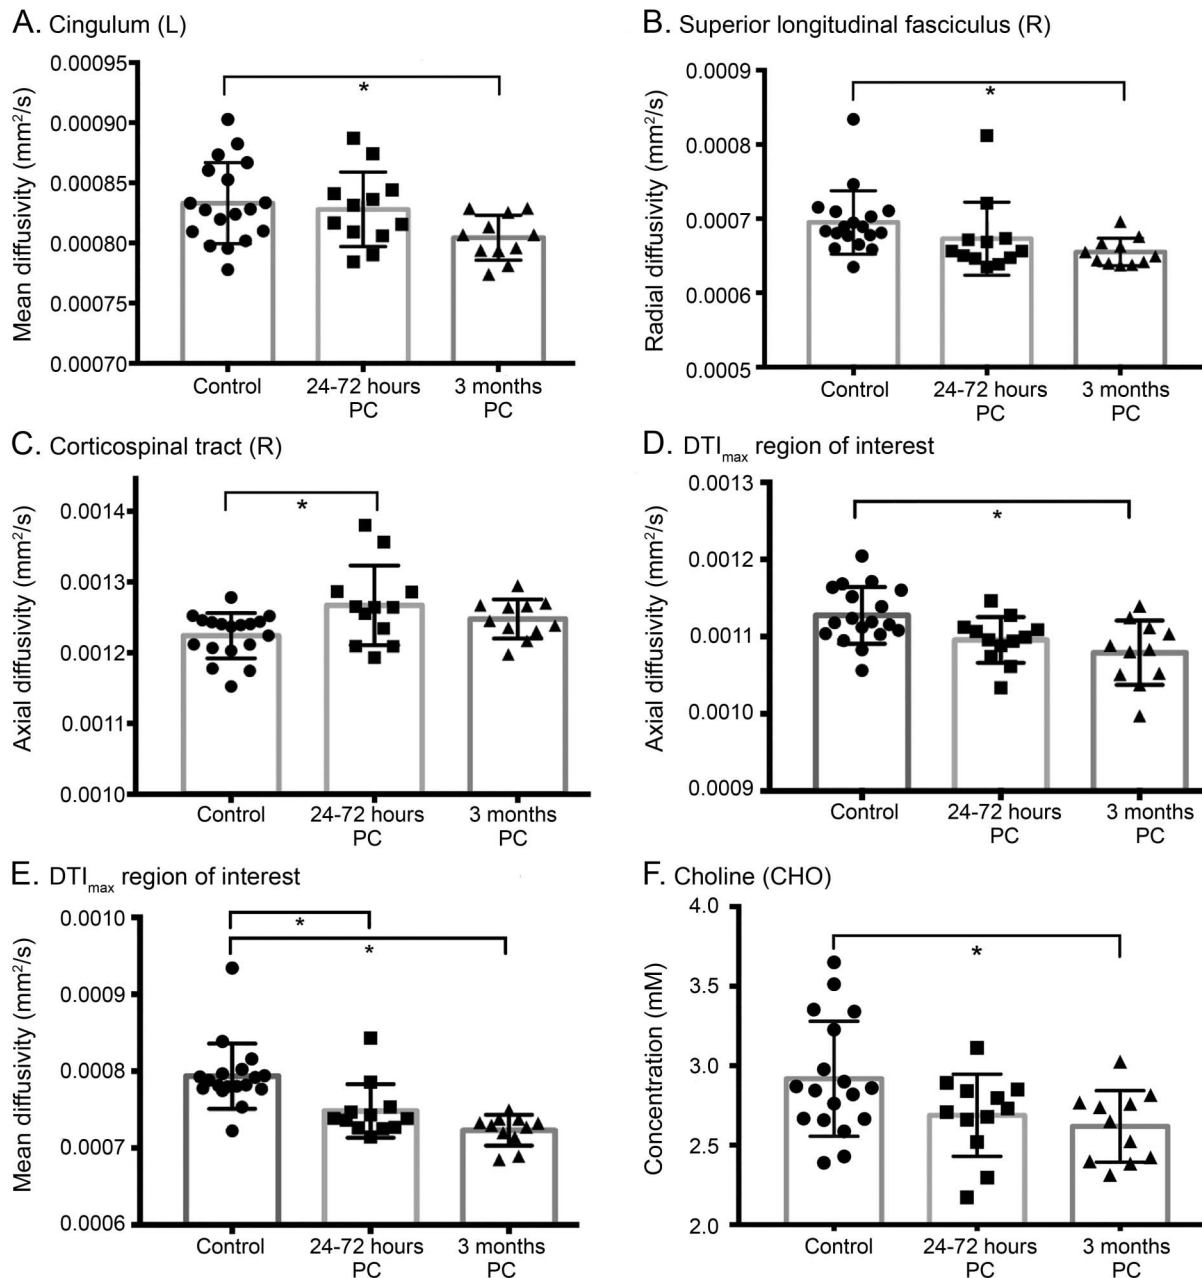 A. Cingulum (L)
Mean diffusivity (mm²/s)
0.00095
0.00090
0.00085
0.00080
0.00075
0.00070
*
Control
24-72 hours
PC
3 months
PC
B. Superior longitudinal fasciculus (R)
Radial diffusivity (mm²/s)
0.0009
0.0008
0.0007
0.0006
0.0005
*
Control
24-72 hours
PC
3 months
PC
C. Corticospinal tract (R)
Axial diffusivity (mm²/s)
0.0014
0.0013
0.0012
0.0011
0.0010
*
Control
24-72 hours
PC
3 months
PC
D. DTImax region of interest
Axial diffusivity (mm²/s)
0.0013
0.0012
0.0011
0.0010
0.0009
*
Control
24-72 hours
PC
3 months
PC
E. DTImax region of interest
Mean diffusivity (mm²/s)
0.0010
0.0009
0.0008
0.0007
0.0006
*
*
Control
24-72 hours
PC
3 months
PC
F. Choline (CHO)
Concentration (mM)
4.0
3.5
3.0
2.5
2.0
*
Control
24-72 hours
PC
3 months
PC